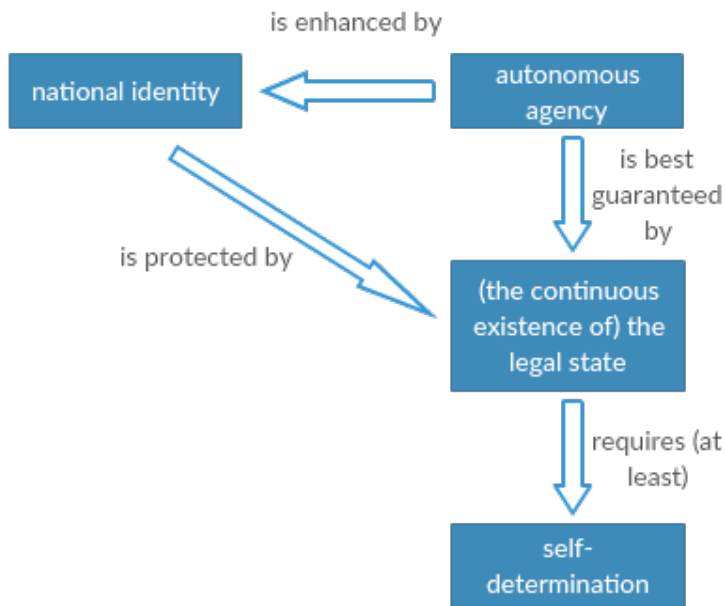 is enhanced by
national identity
autonomous
agency
is best
guaranteed
by
is protected by
(the continuous
existence of) the
legal state
requires (at
least)
self-
determination